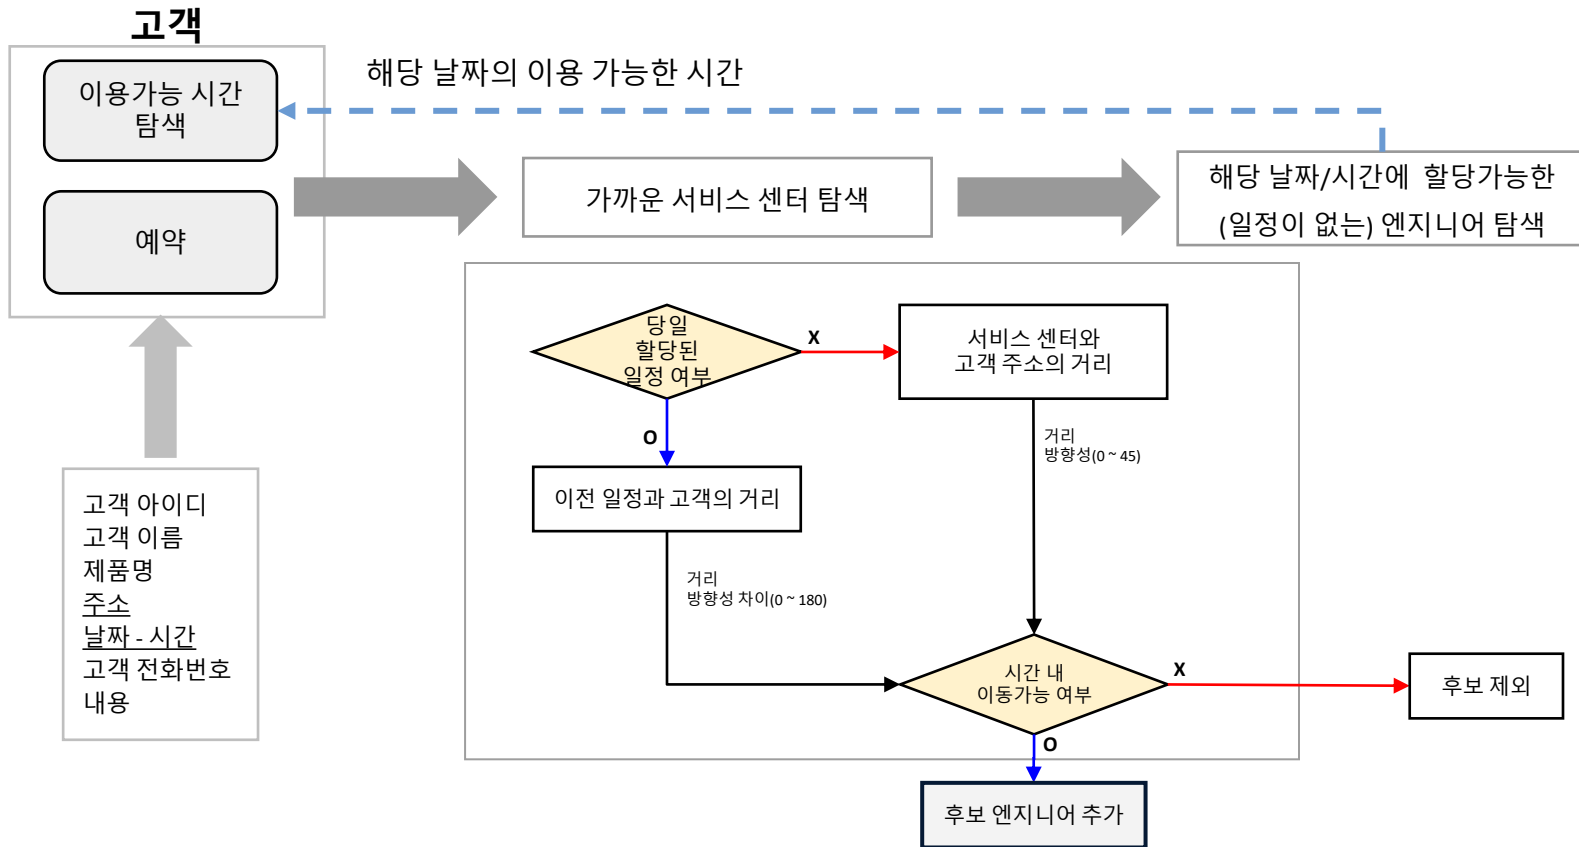 고객
이용가능 시간
탐색
예약
해당 날짜의 이용 가능한 시간
가까운 서비스 센터 탐색
해당 날짜/시간에 할당가능한
(일정이 없는) 엔지니어 탐색
고객 아이디
고객 이름
제품명
주소
날짜 - 시간
고객 전화번호
내용
당일
할당된
일정 여부
X
서비스 센터와
고객 주소의 거리
O
거리
방향성(0 ~ 45)
이전 일정과 고객의 거리
거리
방향성 차이(0 ~ 180)
시간 내
이동가능 여부
X
후보 제외
O
후보 엔지니어 추가